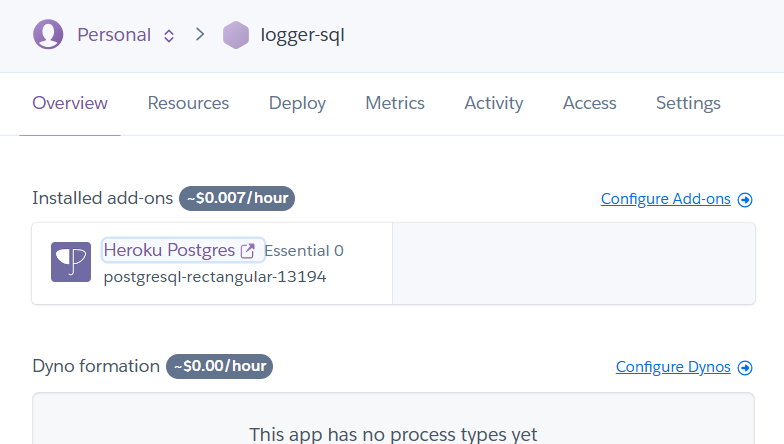 Personal > logger-sql
Overview Resources Deploy Metrics Activity Access Settings
Installed add-ons ~$0.007/hour Configure Add-ons
Heroku Postgres Essential 0
postgresql-rectangular-13194
Dyno formation ~$0.00/hour Configure Dynos
This app has no process types yet